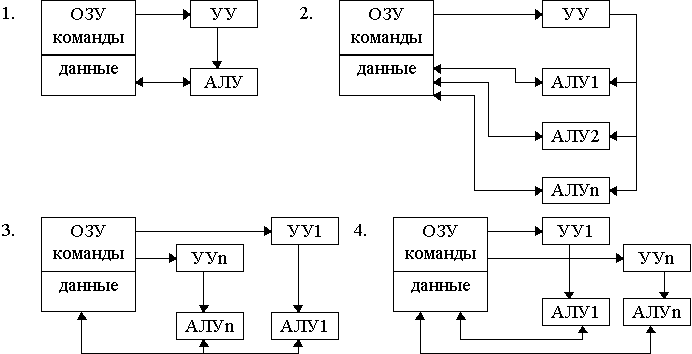 1.
ОЗУ
команды
данные
УУ
АЛУ
2.
ОЗУ
команды
данные
УУ
АЛУ1
АЛУ2
АЛУn
3.
ОЗУ
команды
данные
УУ1
УУn
АЛУn
АЛУ1
4.
ОЗУ
команды
данные
УУ1
УУn
АЛУ1
АЛУn